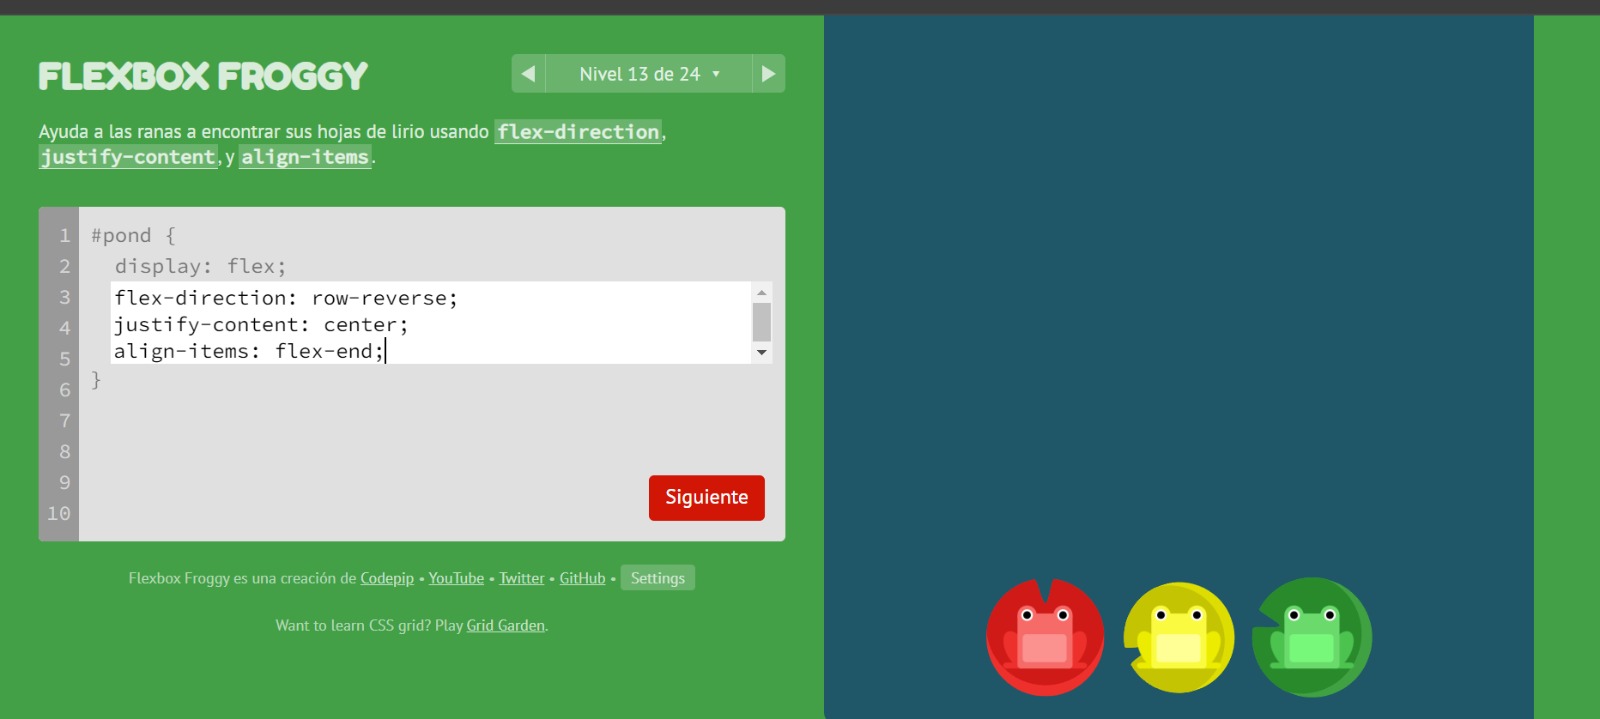 FLEXBOX FROGGY
Nivel 13 de 24
Ayuda a las ranas a encontrar sus hojas de lirio usando flex-direction,
justify-content, y align-items.
1 #pond {
2 display: flex;
3 flex-direction: row-reverse;
4 justify-content: center;
5 align-items: flex-end;
6 }
7
8
9
10
Siguiente
Flexbox Froggy es una creación de Codepip • YouTube • Twitter • GitHub • Settings
Want to learn CSS grid? Play Grid Garden.